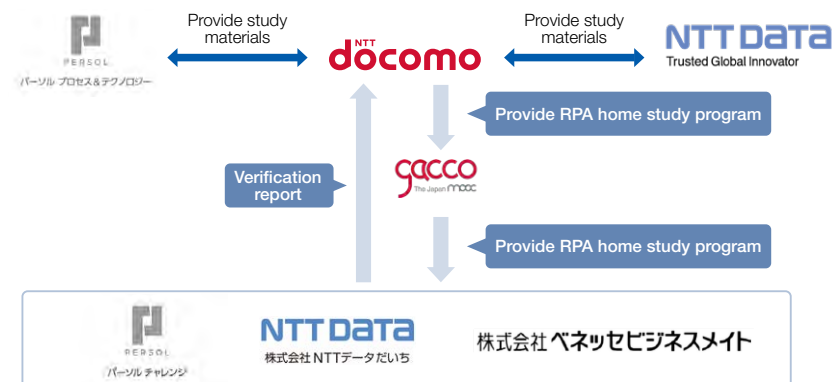 Provide study
materials
Provide study
materials
PERSOL
パーソル プロセス&テクノロジー
NTT
docomo
NTT DATA
Trusted Global Innovator
Provide RPA home study program
gacco
The Japan mooc
Verification
report
Provide RPA home study program
PERSOL
パーソル チャレンジ
NTT DATA
株式会社 NTTデータだいち
株式会社 ベネッセビジネスメイト